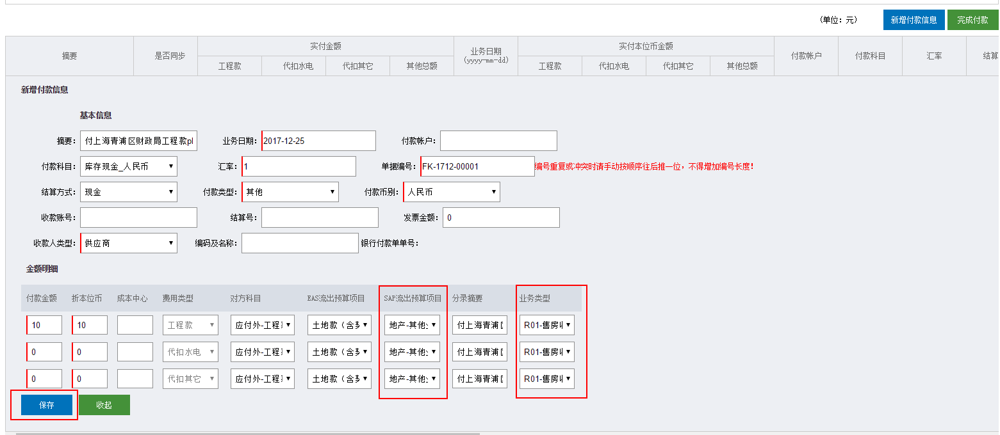 （单位：元） 新增付款信息 完成付款
摘要 是否同步 实付金额 业务日期 实付本位币金额 付款帐户 付款科目 汇率 结算
(yyyy-mm-dd)
工程款 代扣水电 代扣其它 其他总额 工程款 代扣水电 代扣其它 其他总额
新增付款信息
基本信息
摘要： 付上海青浦区财政局工程款pl 业务日期： 2017-12-25 付款帐户：
付款科目： 库存现金_人民币 汇率： 1 单据编号： FK-1712-00001 编号重复或冲突时请手动按顺序往后推一位，不得增加编号长度！
结算方式： 现金 付款类型： 其他 付款币别： 人民币
收款账号： 结算号： 发票金额： 0
收款人类型： 供应商 编码及名称： 银行付款单单号：
金额明细
付款金额 折本位币 成本中心 费用类型 对方科目 EAS流出预算项目 SAP流出预算项目 分录摘要 业务类型
10 10 工程款 应付外-工程 土地款（含 地产-其他 付上海青浦 R01-售房
0 0 代扣水电 应付外-工程 土地款（含 地产-其他 付上海青浦 R01-售房
0 0 代扣其它 应付外-工程 土地款（含 地产-其他 付上海青浦 R01-售房
保存 收起